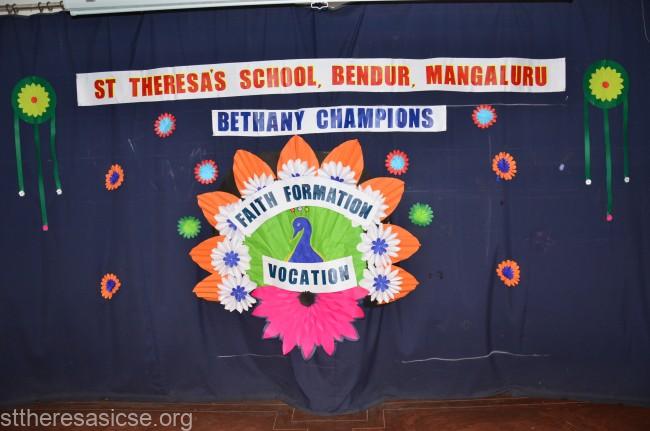 ST THERESA'S SCHOOL, BENDUR, MANGALURU
BETHANY CHAMPIONS
FAITH FORMATION
VOCATION
sttheresasicse.org